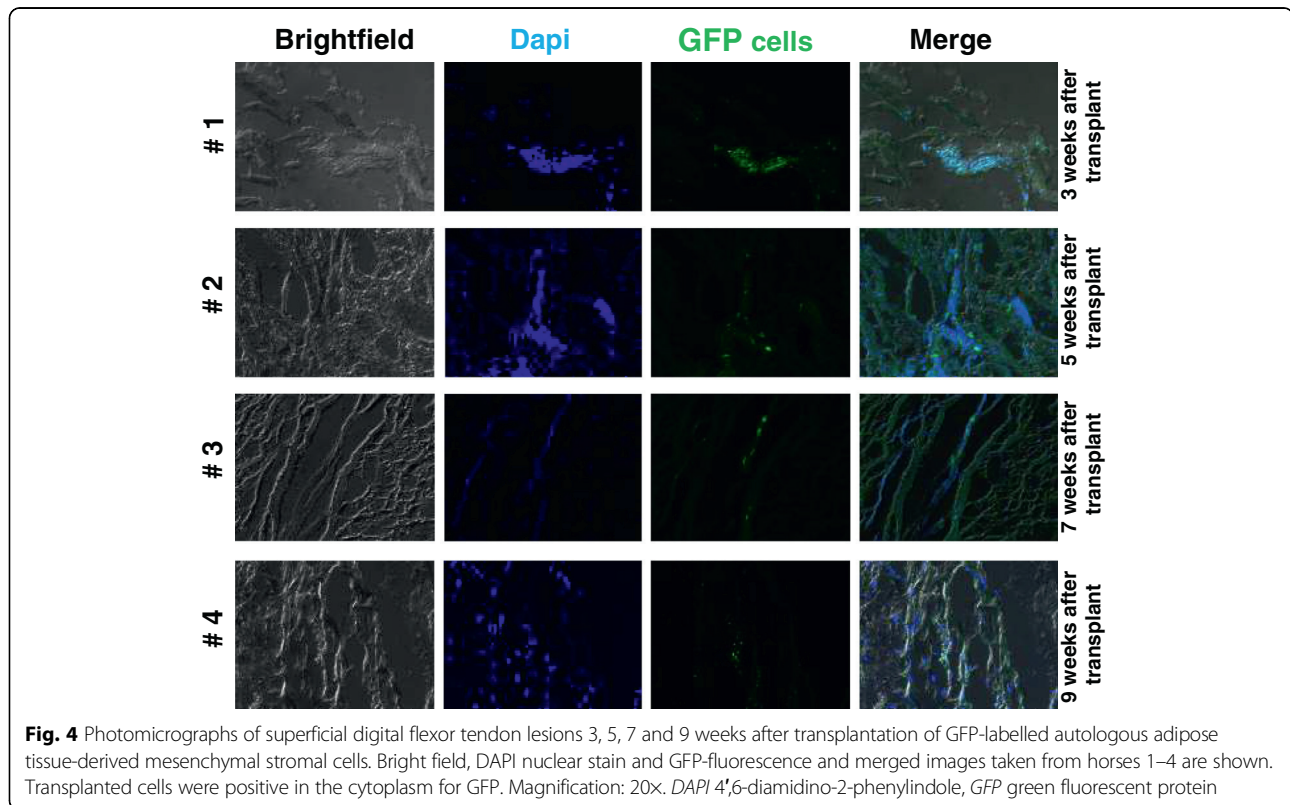 Brightfield Dapi GFP cells Merge
# 1
3 weeks after
transplant
# 2
5 weeks after
transplant
# 3
7 weeks after
transplant
# 4
9 weeks after
transplant
Fig. 4 Photomicrographs of superficial digital flexor tendon lesions 3, 5, 7 and 9 weeks after transplantation of GFP-labelled autologous adipose
tissue-derived mesenchymal stromal cells. Bright field, DAPI nuclear stain and GFP-fluorescence and merged images taken from horses 1–4 are shown.
Transplanted cells were positive in the cytoplasm for GFP. Magnification: 20×. DAPI 4′,6-diamidino-2-phenylindole, GFP green fluorescent protein